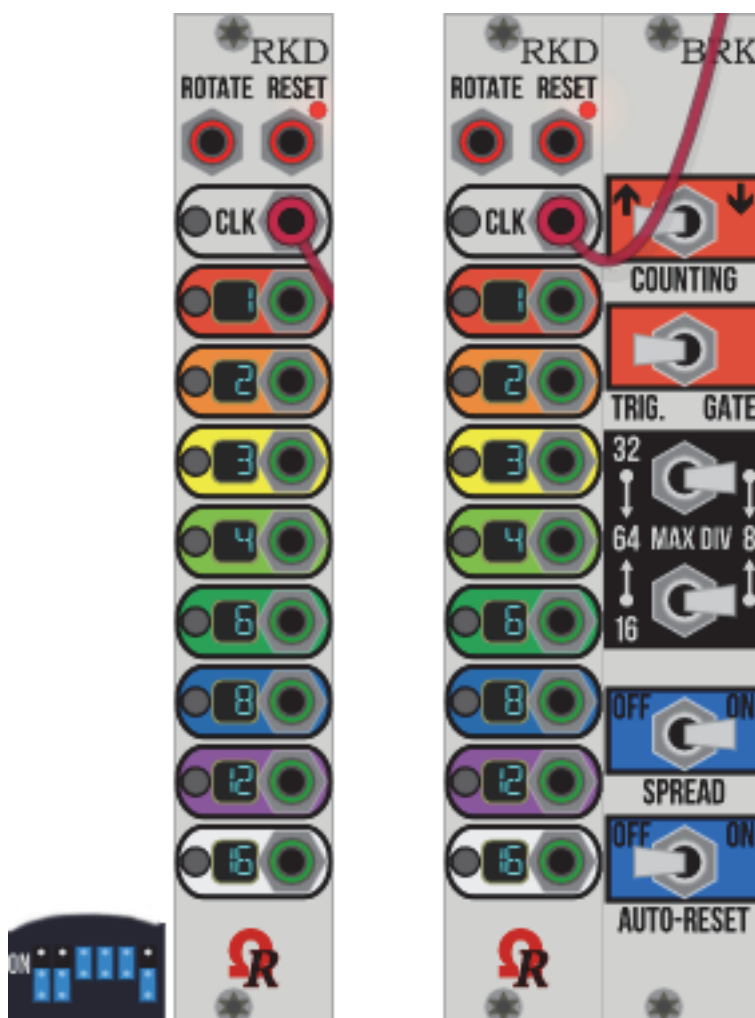 RKD
ROTATE RESET
CLK
1
2
3
4
6
8
12
16
ON
R
RKD
ROTATE RESET
CLK
1
2
3
4
6
8
12
16
R
BRK
COUNTING
TRIG. GATE
32
64 MAX DIV 8
16
OFF ON
SPREAD
OFF ON
AUTO-RESET